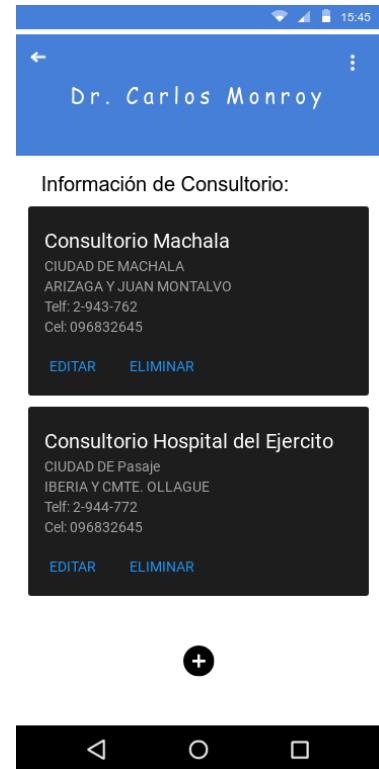 15:45
Dr. Carlos Monroy
Información de Consultorio:
Consultorio Machala
CIUDAD DE MACHALA
ARIZAGA Y JUAN MONTALVO
Telf: 2-943-762
Cel: 096832645
EDITAR ELIMINAR
Consultorio Hospital del Ejercito
CIUDAD DE Pasaje
IBERIA Y CMTE. OLLAGUE
Telf: 2-944-772
Cel: 096832645
EDITAR ELIMINAR